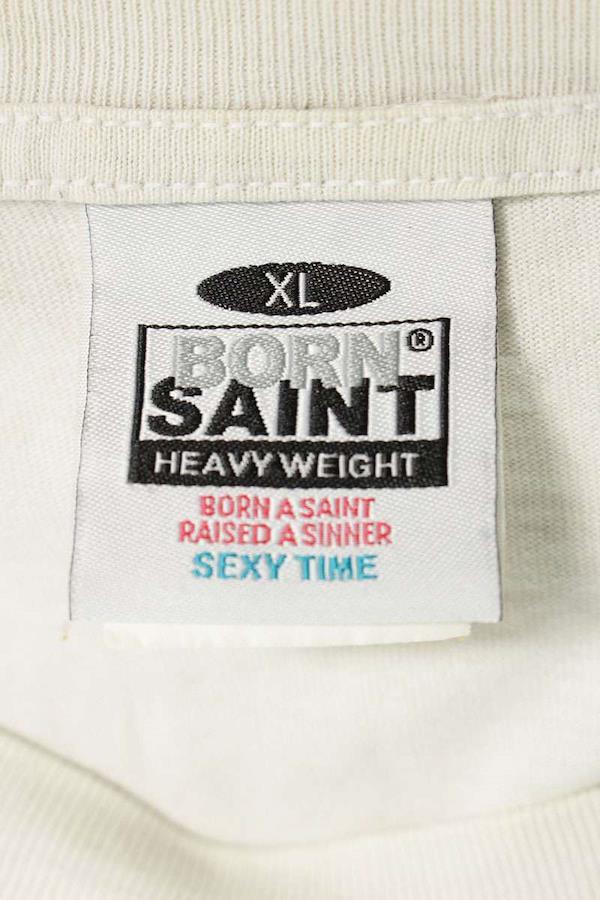 XL
BORN®
SAINT
HEAVY WEIGHT
BORN A SAINT
RAISED A SINNER
SEXY TIME